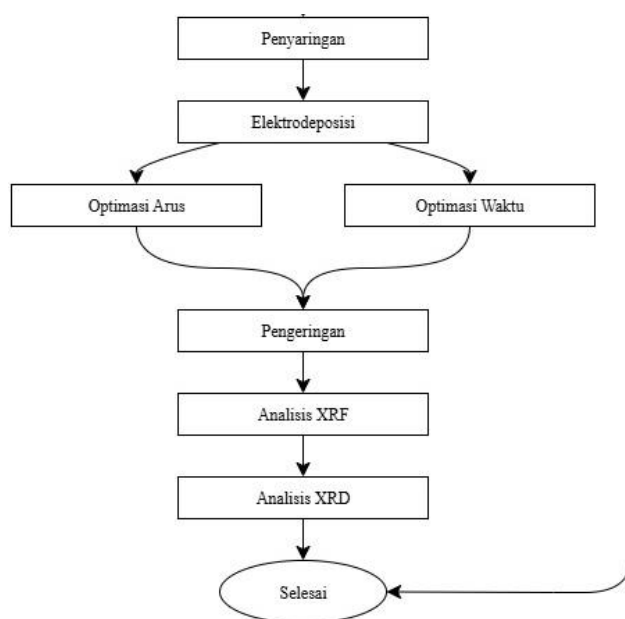 Penyaringan
Elektrodeposisi
Optimasi Arus
Optimasi Waktu
Pengeringan
Analisis XRF
Analisis XRD
Selesai